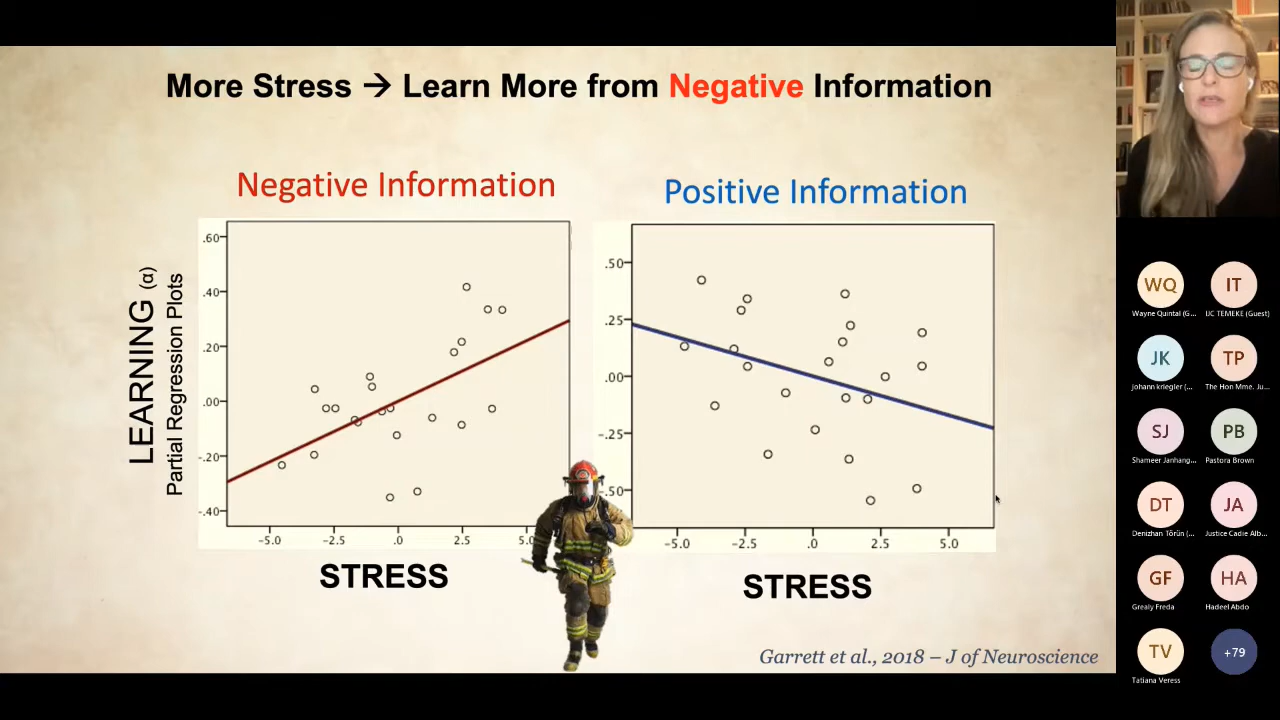 More Stress → Learn More from Negative Information
Negative Information
Positive Information
LEARNING (α)
Partial Regression Plots
.60
.40
.20
.00
-.20
-.40
-5.0
-2.5
.0
2.5
5.0
STRESS
.50
.25
.00
-.25
-.50
-5.0
-2.5
.0
2.5
5.0
STRESS
Garrett et al., 2018 – J of Neuroscience
WQ
IT
Wayne Quital (G...
IJC TEMEKE (Guest)
JK
TP
Johann kriegler (...
The Hon Mme. Ju...
SJ
PB
Shameer Janhang...
Pastora Brown
DT
JA
Denizhan Törün (...
Justice Cadie Alb...
GF
HA
Grealy Freda
Hadeel Abdo
TV
+79
Tatiana Veress